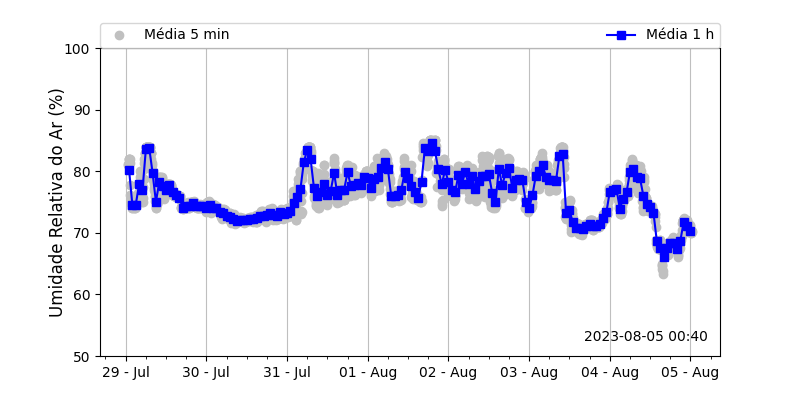 Média 5 min
Média 1 h
Umidade Relativa do Ar (%)
100
90
80
70
60
50
2023-08-05 00:40
29 - Jul
30 - Jul
31 - Jul
01 - Aug
02 - Aug
03 - Aug
04 - Aug
05 - Aug